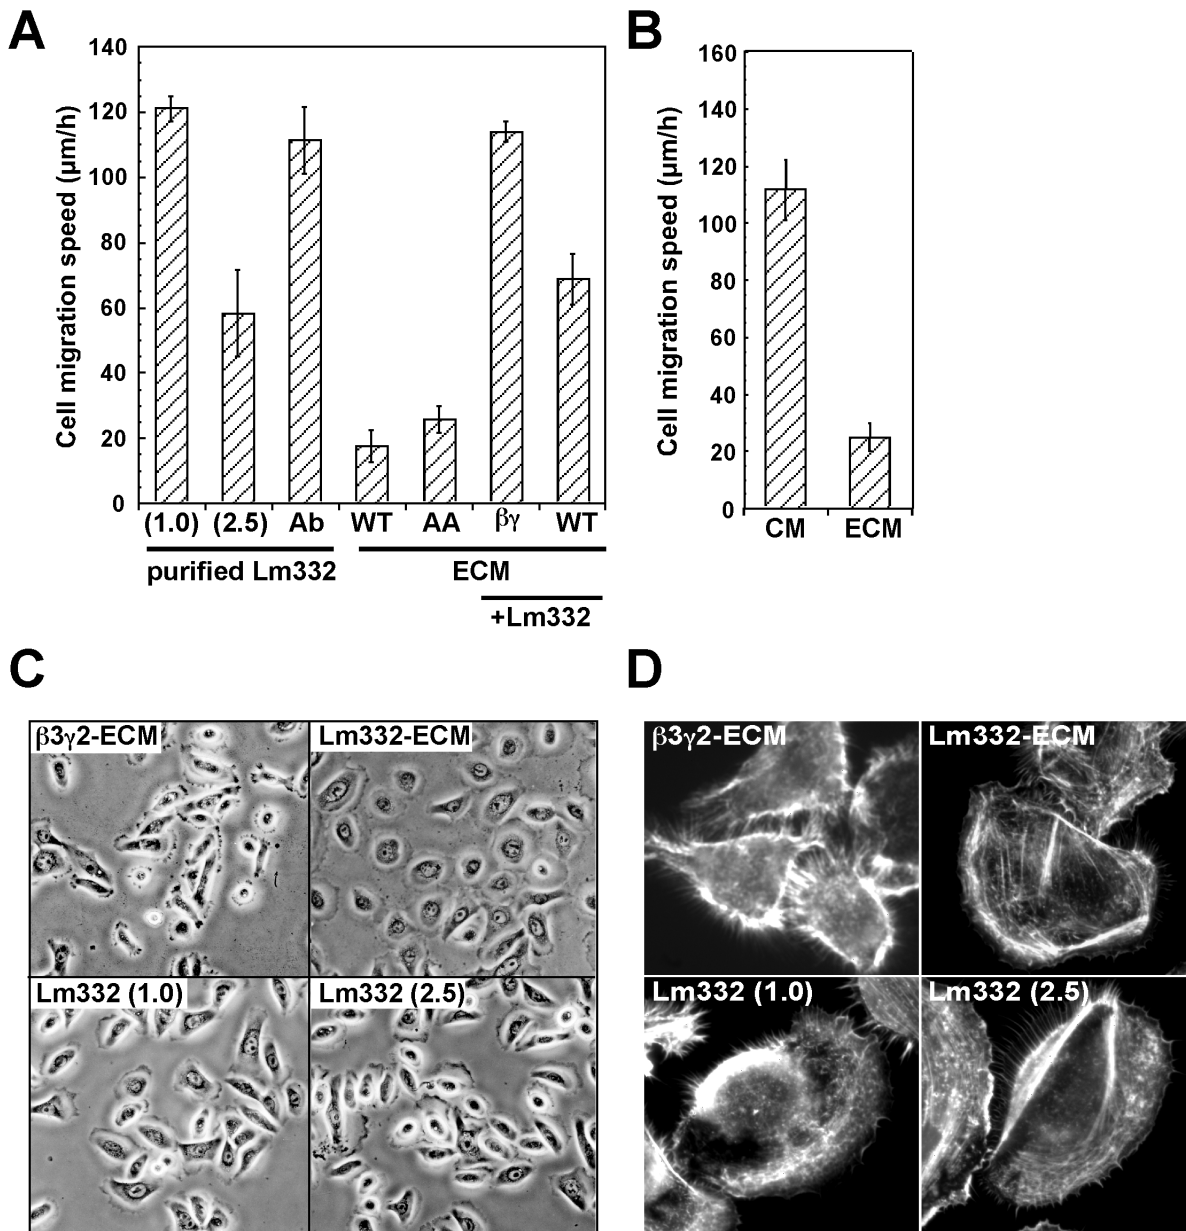 A
Cell migration speed (µm/h)
140
120
100
80
60
40
20
0
(1.0) (2.5) Ab WT AA βγ WT
purified Lm332 ECM
+Lm332
B
Cell migration speed (µm/h)
160
140
120
100
80
60
40
20
0
CM ECM
C
β3γ2-ECM Lm332-ECM
Lm332 (1.0) Lm332 (2.5)
D
β3γ2-ECM Lm332-ECM
Lm332 (1.0) Lm332 (2.5)